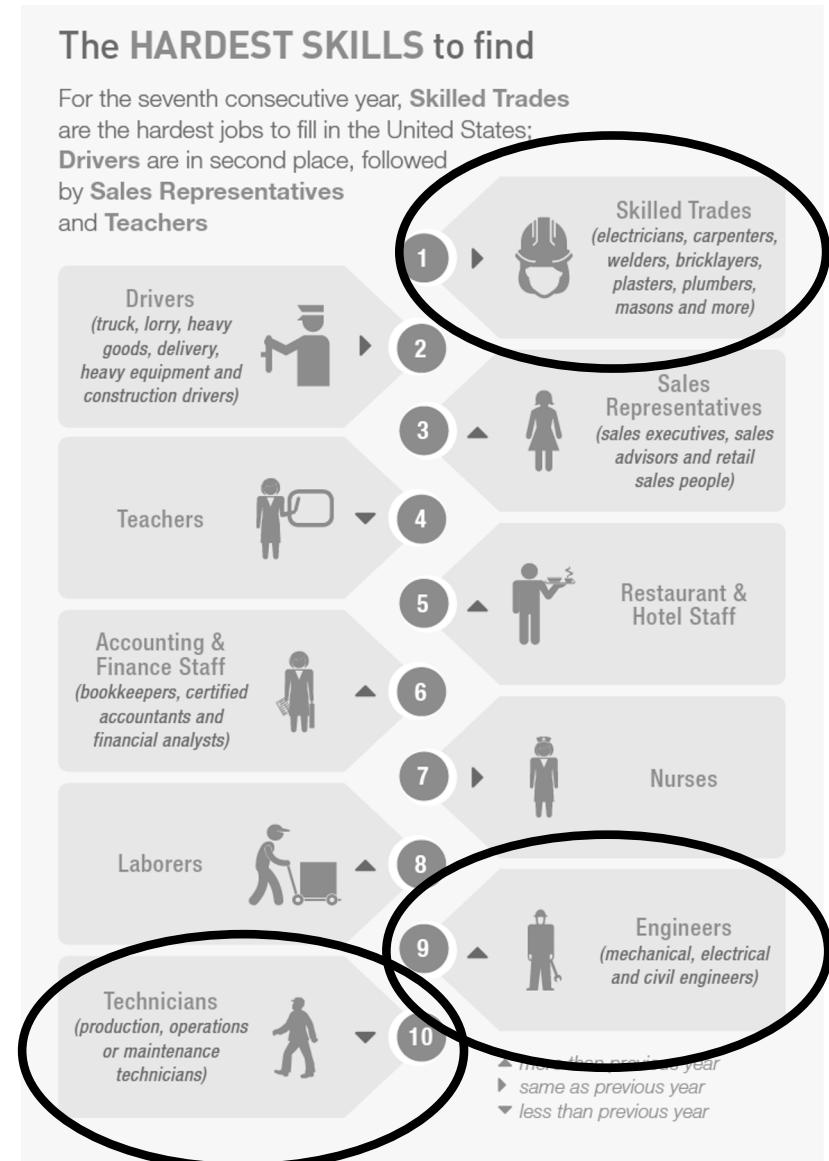 The HARDEST SKILLS to find
For the seventh consecutive year, Skilled Trades
are the hardest jobs to fill in the United States;
Drivers are in second place, followed
by Sales Representatives
and Teachers
1
Skilled Trades
(electricians, carpenters,
welders, bricklayers,
plasters, plumbers,
masons and more)
Drivers
(truck, lorry, heavy
goods, delivery,
heavy equipment and
construction drivers)
2
3
Sales
Representatives
(sales executives, sales
advisors and retail
sales people)
Teachers
4
5
Restaurant &
Hotel Staff
Accounting &
Finance Staff
(bookkeepers, certified
accountants and
financial analysts)
6
7
Nurses
Laborers
8
9
Engineers
(mechanical, electrical
and civil engineers)
Technicians
(production, operations
or maintenance
technicians)
10
more than previous year
same as previous year
less than previous year